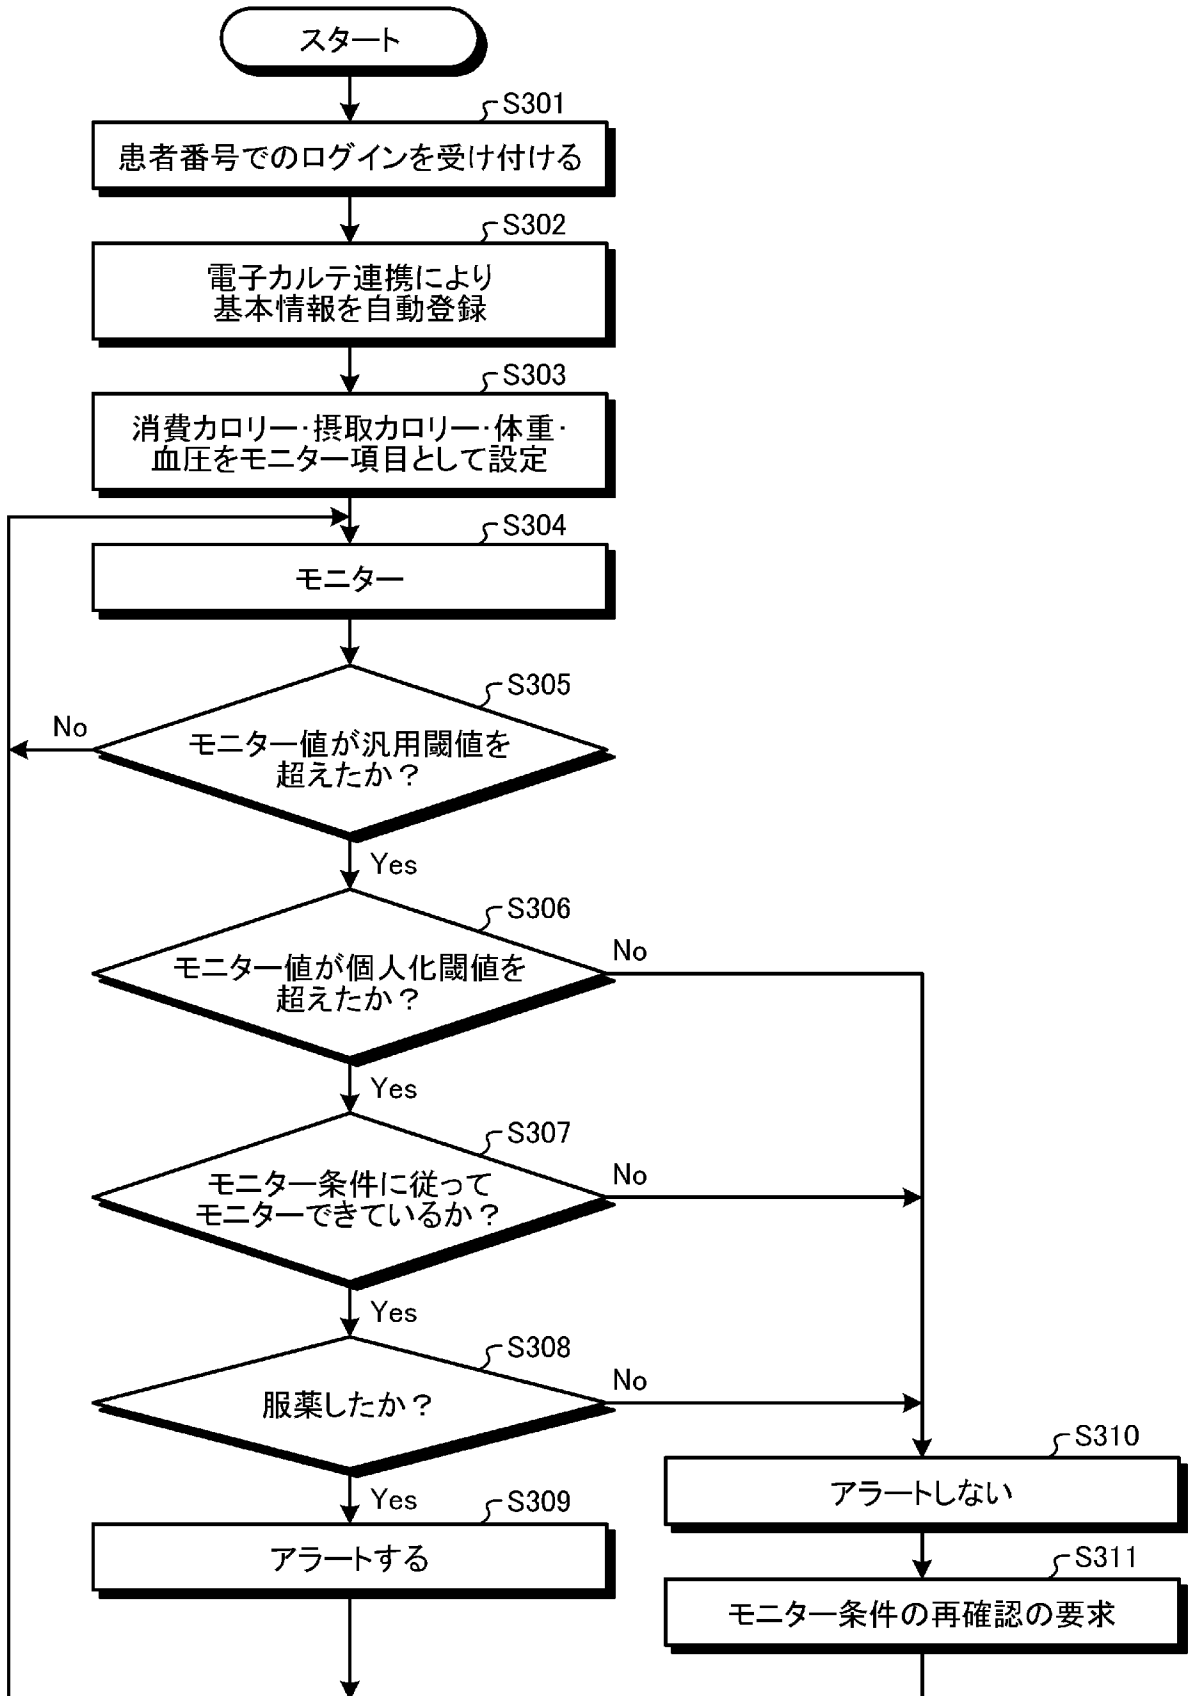 スタート
S301
患者番号でのログインを受け付ける
S302
電子カルテ連携により
基本情報を自動登録
S303
消費カロリー・摂取カロリー・体重・
血圧をモニター項目として設定
S304
モニター
S305
No
モニター値が汎用閾値を
超えたか？
Yes
S306
No
モニター値が個人化閾値を
超えたか？
Yes
S307
No
モニター条件に従って
モニターできているか？
Yes
S308
No
服薬したか？
Yes
S309
アラートする
S310
アラートしない
S311
モニター条件の再確認の要求